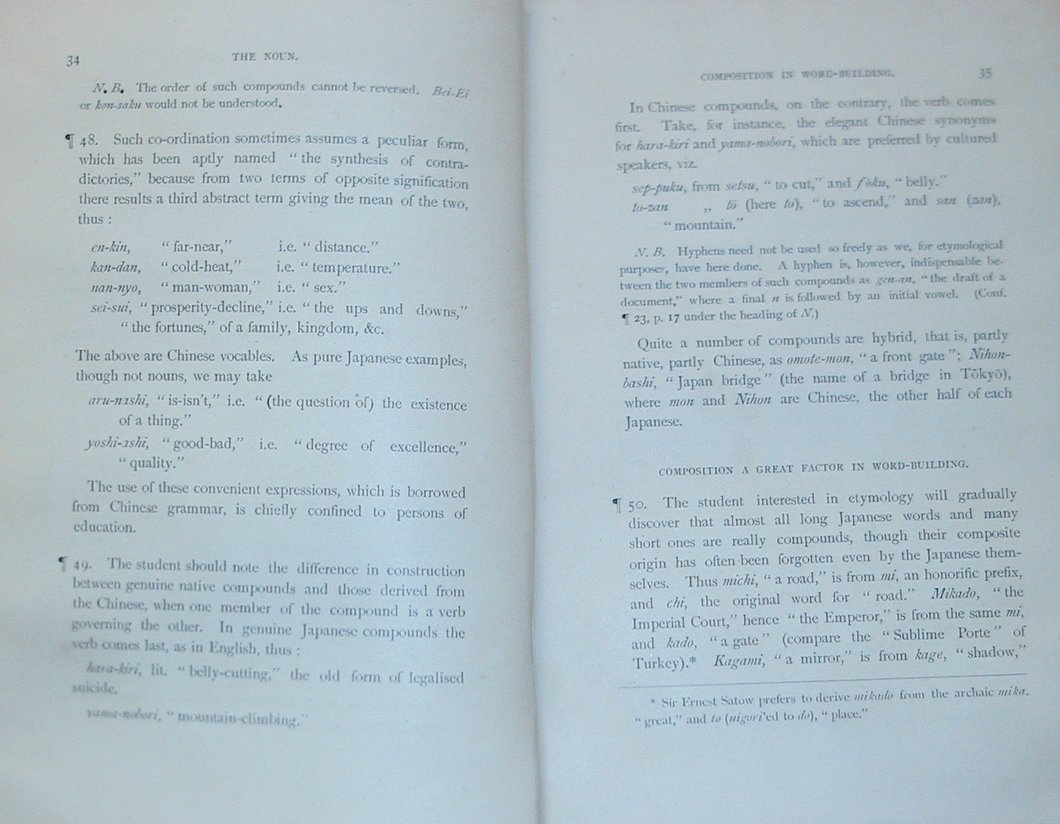 34
THE NOUN.
N. B. The order of such compounds cannot be reversed. Bei-Ei
or kon-saku would not be understood.
¶ 48. Such co-ordination sometimes assumes a peculiar form,
which has been aptly named “the synthesis of contra-
dictories,” because from two terms of opposite signification
there results a third abstract term giving the mean of the two,
thus :
en-kin, “far-near,” i.e. “distance.”
kan-dan, “cold-heat,” i.e. “temperature.”
nan-nyo, “man-woman,” i.e. “sex.”
sei-sui, “prosperity-decline,” i.e. “the ups and downs,”
“the fortunes,” of a family, kingdom, &c.
The above are Chinese vocables. As pure Japanese examples,
though not nouns, we may take
aru-nashi, “is-isn't,” i.e. “(the question of) the existence
of a thing.”
yoshi-ashi, “good-bad,” i.e. “degree of excellence,”
“quality.”
The use of these convenient expressions, which is borrowed
from Chinese grammar, is chiefly confined to persons of
education.
¶ 49. The student should note the difference in construction
between genuine native compounds and those derived from
the Chinese, when one member of the compound is a verb
governing the other. In genuine Japanese compounds the
verb comes last, as in English, thus :
hara-kiri, lit. “belly-cutting,” the old form of legalised
suicide.
yama-nobori, “mountain-climbing.”
COMPOSITION IN WORD-BUILDING.
35
In Chinese compounds, on the contrary, the verb comes
first. Take, for instance, the elegant Chinese synonyms
for hara-kiri and yama-nobori, which are preferred by cultured
speakers, viz.
sep-puku, from setsu, “to cut,” and fuku, “belly.”
to-zan „ tō (here to), “to ascend,” and san (zan),
“mountain.”
N. B. Hyphens need not be used so freely as we, for etymological
purposes, have here done. A hyphen is, however, indispensable be-
tween the two members of such compounds as gen-an, “the draft of a
document,” where a final n is followed by an initial vowel. (Conf.
¶ 23, p. 17 under the heading of N.)
Quite a number of compounds are hybrid, that is, partly
native, partly Chinese, as omote-mon, “a front gate”; Nihon-
bashi, “Japan bridge” (the name of a bridge in Tōkyō),
where mon and Nihon are Chinese, the other half of each
Japanese.
COMPOSITION A GREAT FACTOR IN WORD-BUILDING.
¶ 50. The student interested in etymology will gradually
discover that almost all long Japanese words and many
short ones are really compounds, though their composite
origin has often been forgotten even by the Japanese them-
selves. Thus michi, “a road,” is from mi, an honorific prefix,
and chi, the original word for “road.” Mikado, “the
Imperial Court,” hence “the Emperor,” is from the same mi,
and kado, “a gate” (compare the “Sublime Porte” of
Turkey).* Kagami, “a mirror,” is from kage, “shadow,”
* Sir Ernest Satow prefers to derive mikado from the archaic mika,
“great,” and to (nigori'ed to do), “place.”